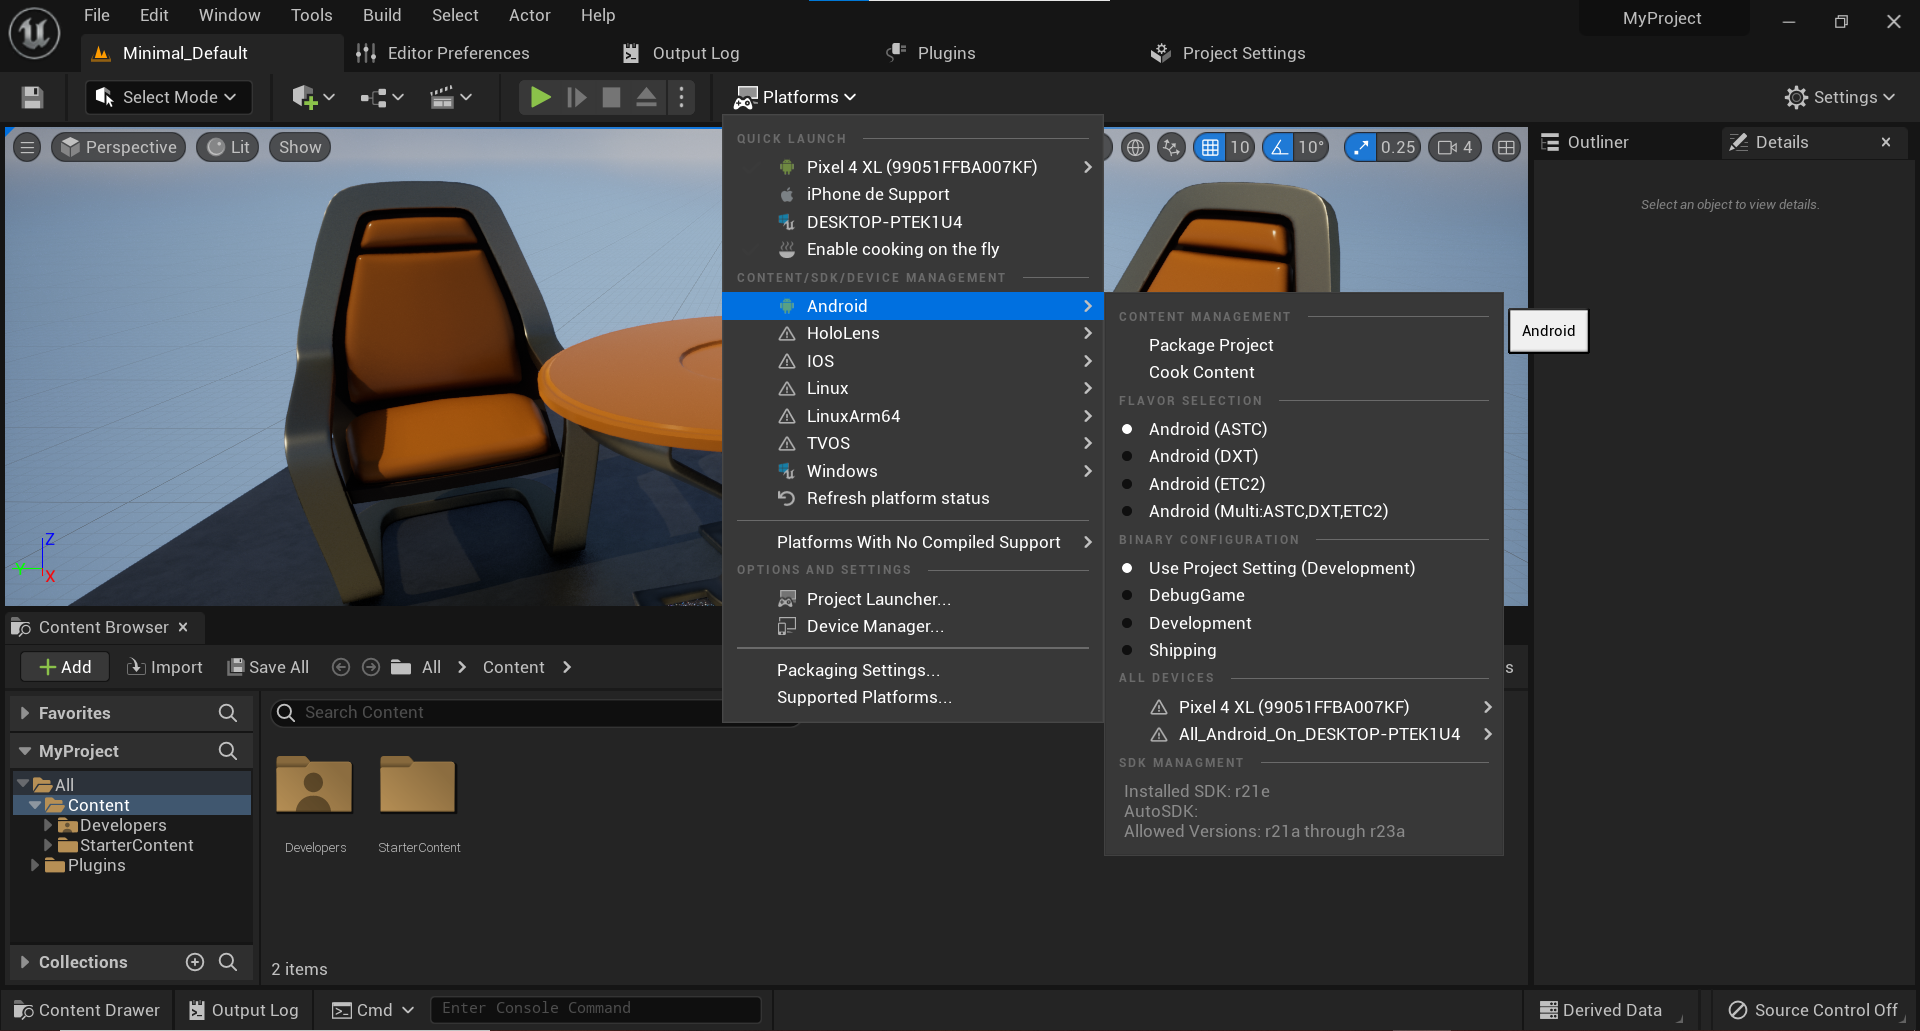 File Edit Window Tools Build Select Actor Help
MyProject
Minimal_Default
Editor Preferences
Output Log
Plugins
Project Settings
Select Mode
Platforms
Settings
Perspective
Lit
Show
10
10°
0.25
4
Outliner
Details
Select an object to view details.
QUICK LAUNCH
Pixel 4 XL (99051FFBA007KF)
iPhone de Support
DESKTOP-PTEK1U4
Enable cooking on the fly
CONTENT/SDK/DEVICE MANAGEMENT
Android
HoloLens
IOS
Linux
LinuxArm64
TVOS
Windows
Refresh platform status
Platforms With No Compiled Support
OPTIONS AND SETTINGS
Project Launcher...
Device Manager...
Packaging Settings...
Supported Platforms...
CONTENT MANAGEMENT
Package Project
Cook Content
FLAVOR SELECTION
Android (ASTC)
Android (DXT)
Android (ETC2)
Android (Multi:ASTC,DXT,ETC2)
BINARY CONFIGURATION
Use Project Setting (Development)
DebugGame
Development
Shipping
ALL DEVICES
Pixel 4 XL (99051FFBA007KF)
All_Android_On_DESKTOP-PTEK1U4
SDK MANAGMENT
Installed SDK: r21e
AutoSDK:
Allowed Versions: r21a through r23a
Android
Z
Y
X
Content Browser
Add
Import
Save All
All
Content
s
Favorites
Search Content
MyProject
All
Content
Developers
StarterContent
Plugins
Developers
StarterContent
Collections
2 items
Content Drawer
Output Log
Cmd
Enter Console Command
Derived Data
Source Control Off